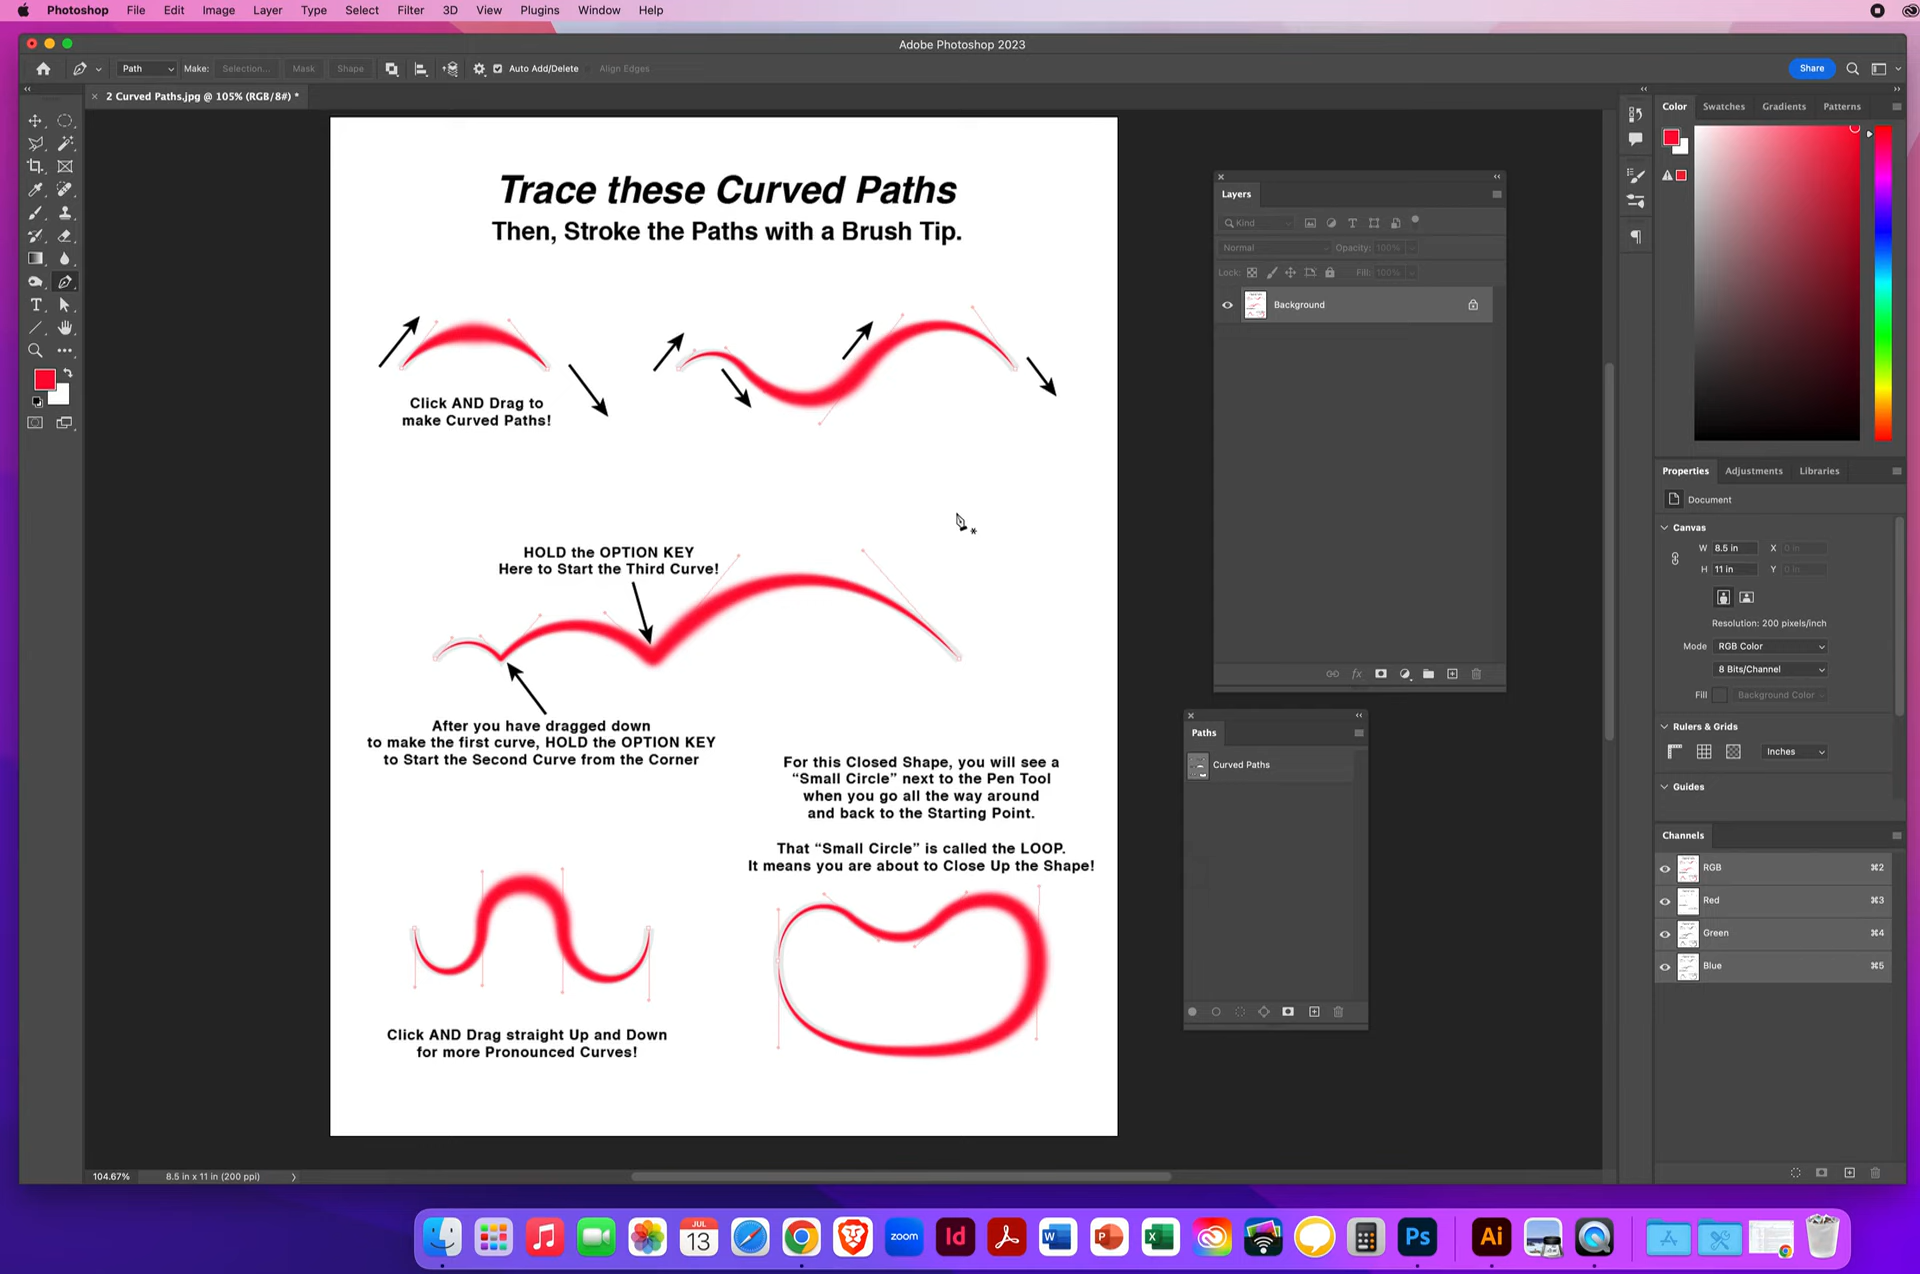 Photoshop File Edit Image Layer Type Select Filter 3D View Plugins Window Help
Adobe Photoshop 2023
Path Make: Selection... Mask Shape Auto Add/Delete Align Edges Share
2 Curved Paths.jpg @ 105% (RGB/8#) *
Trace these Curved Paths
Then, Stroke the Paths with a Brush Tip.
Click AND Drag to
make Curved Paths!
HOLD the OPTION KEY
Here to Start the Third Curve!
After you have dragged down
to make the first curve, HOLD the OPTION KEY
to Start the Second Curve from the Corner
For this Closed Shape, you will see a
“Small Circle” next to the Pen Tool
when you go all the way around
and back to the Starting Point.
That “Small Circle” is called the LOOP.
It means you are about to Close Up the Shape!
Click AND Drag straight Up and Down
for more Pronounced Curves!
Layers
Kind
Normal Opacity: 100%
Lock: Fill: 100%
Background
Paths
Curved Paths
Color Swatches Gradients Patterns
Properties Adjustments Libraries
Document
Canvas
W 8.5 in X 0 in
H 11 in Y 0 in
Resolution: 200 pixels/inch
Mode RGB Color
8 Bits/Channel
Fill Background Color
Rulers & Grids
Inches
Guides
Channels
RGB ⌘2
Red ⌘3
Green ⌘4
Blue ⌘5
104.67% 8.5 in x 11 in (200 ppi)
JUL
13
zoom
Id
W
P
X
Ps
Ai